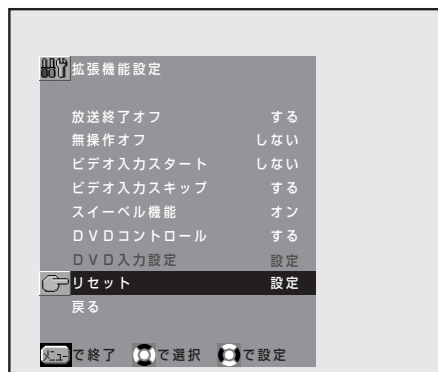 拡張機能設定
放送終了オフ する
無操作オフ しない
ビデオ入力スタート しない
ビデオ入力スキップ する
スイーベル機能 オン
DVDコントロール する
DVD入力設定 設定
リセット 設定
戻る
メニューで終了 で選択 で設定